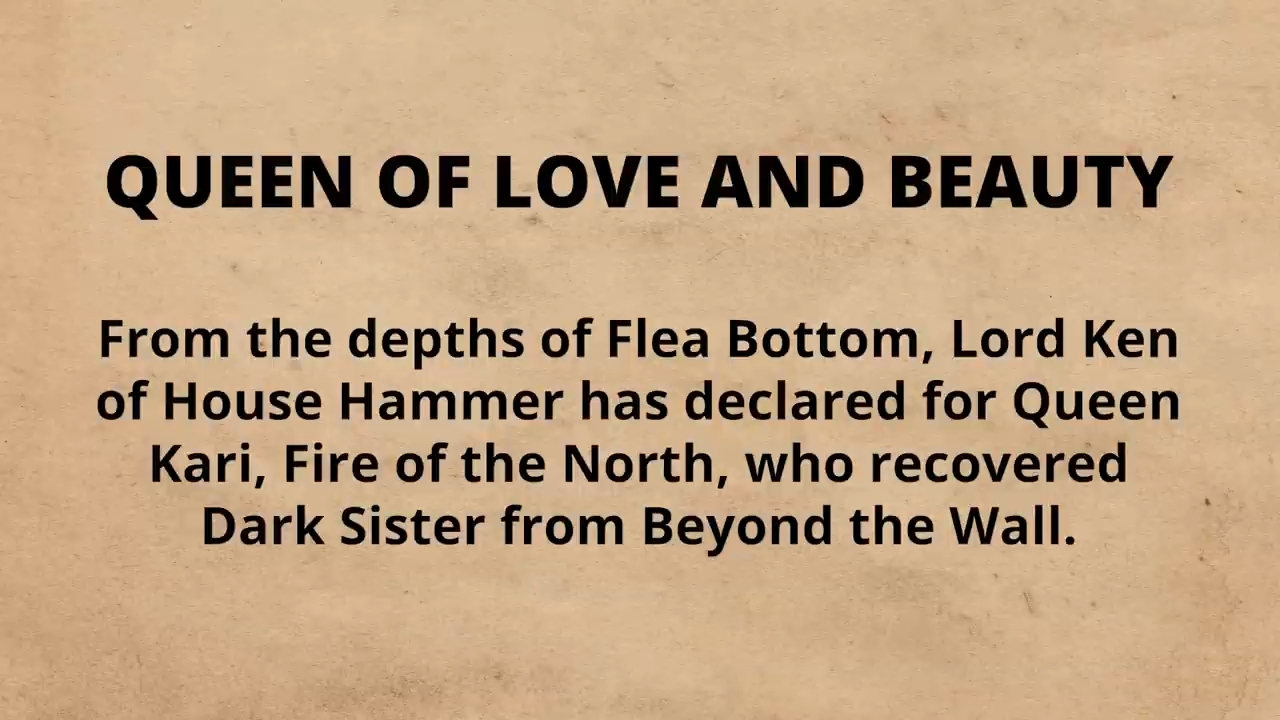 QUEEN OF LOVE AND BEAUTY
From the depths of Flea Bottom, Lord Ken
of House Hammer has declared for Queen
Kari, Fire of the North, who recovered
Dark Sister from Beyond the Wall.